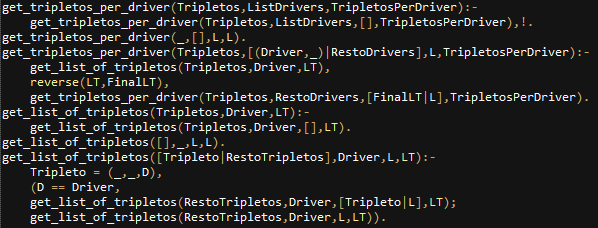 get_tripletos_per_driver(Tripletos,ListDrivers,TripletosPerDriver):-
get_tripletos_per_driver(Tripletos,ListDrivers,[],TripletosPerDriver),!.
get_tripletos_per_driver(_,[],L,L).
get_tripletos_per_driver(Tripletos,[(Driver,_)|RestoDrivers],L,TripletosPerDriver):-
get_list_of_tripletos(Tripletos,Driver,LT),
reverse(LT,FinalLT),
get_tripletos_per_driver(Tripletos,RestoDrivers,[FinalLT|L],TripletosPerDriver).
get_list_of_tripletos(Tripletos,Driver,LT):-
get_list_of_tripletos(Tripletos,Driver,[],LT).
get_list_of_tripletos([],_,L,L).
get_list_of_tripletos([Tripleto|RestoTripletos],Driver,L,LT):-
Tripleto = (_,_,D),
(D == Driver,
get_list_of_tripletos(RestoTripletos,Driver,[Tripleto|L],LT);
get_list_of_tripletos(RestoTripletos,Driver,L,LT)).